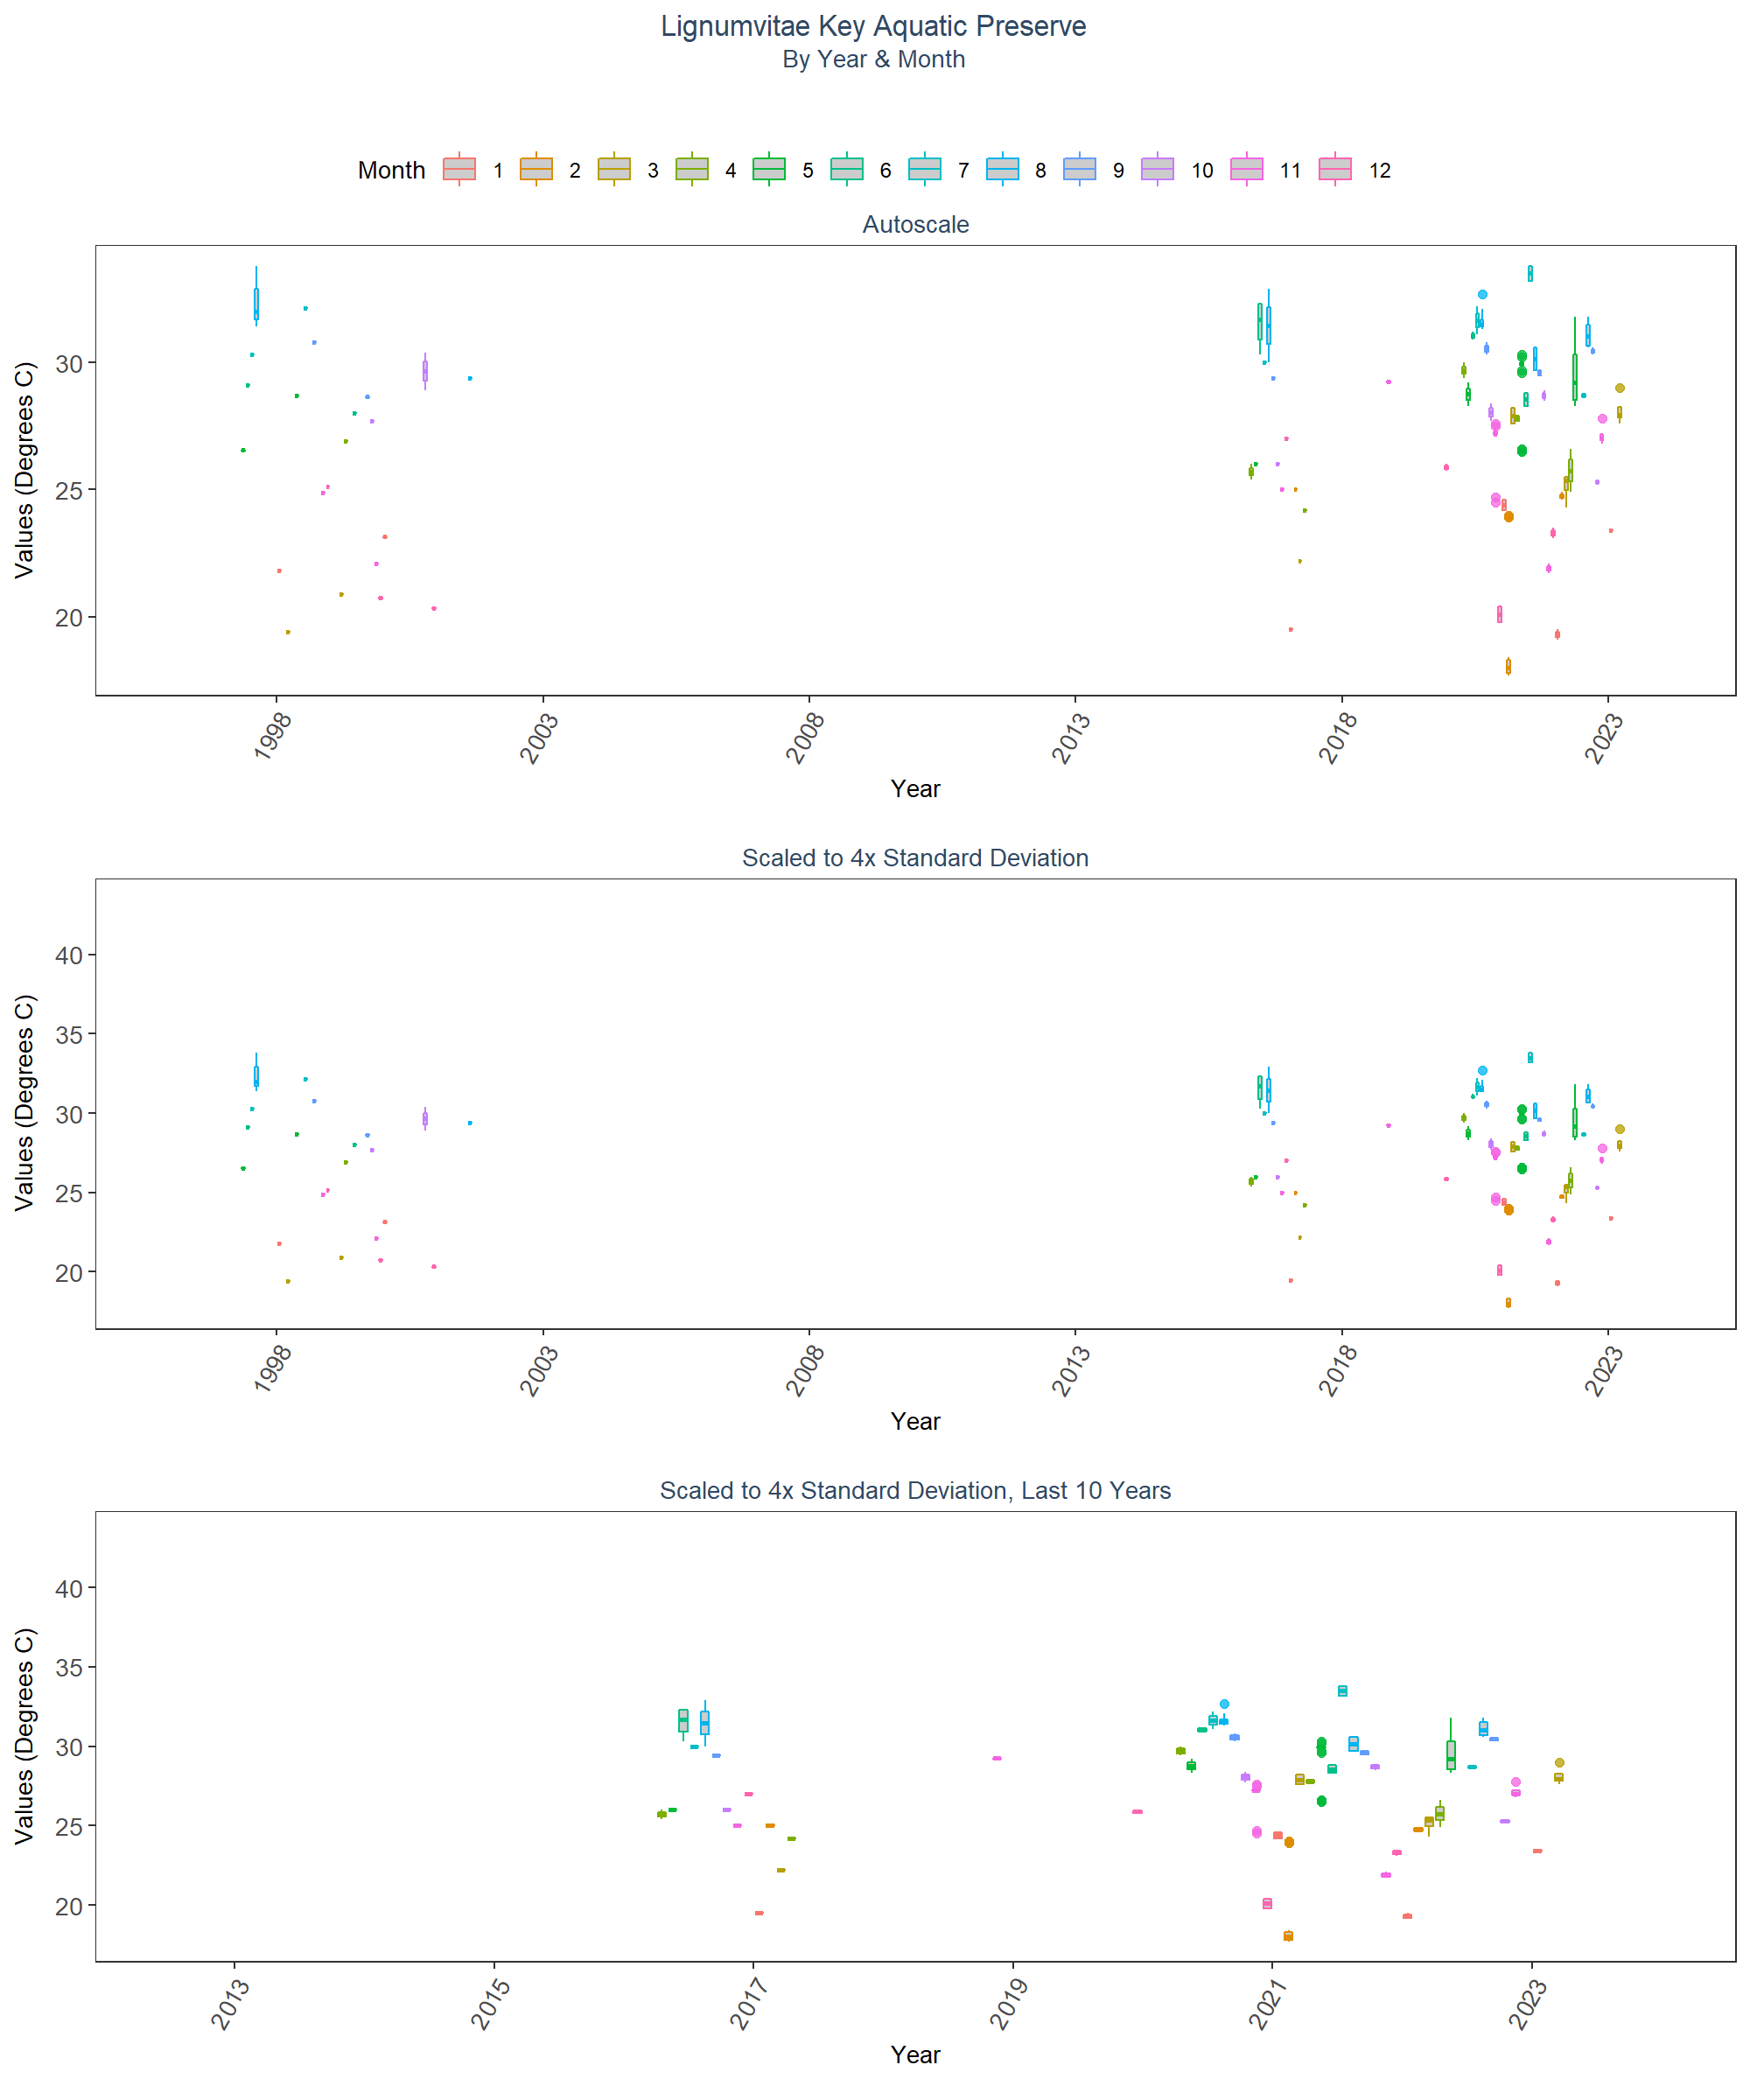 Lignumvitae Key Aquatic Preserve
By Year & Month
Month 1 2 3 4 5 6 7 8 9 10 11 12
Autoscale
Values (Degrees C)
30
25
20
1998 2003 2008 2013 2018 2023
Year
Scaled to 4x Standard Deviation
Values (Degrees C)
40
35
30
25
20
1998 2003 2008 2013 2018 2023
Year
Scaled to 4x Standard Deviation, Last 10 Years
Values (Degrees C)
40
35
30
25
20
2013 2015 2017 2019 2021 2023
Year